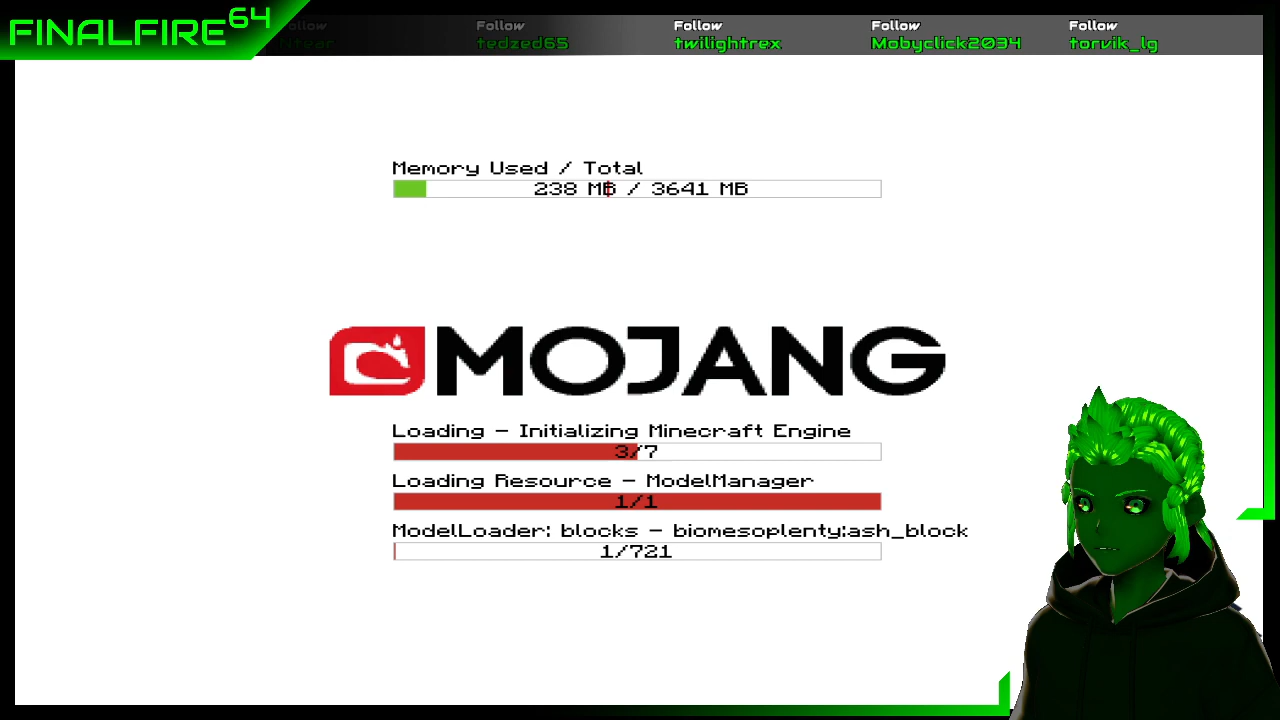 FINALFIRE64
Follow Follow Follow Follow
tedzed65 twilightrex Mobyclick2034 torvik_lg
Memory Used / Total
238 MB / 3641 MB
MOJANG
Loading - Initializing Minecraft Engine
3/7
Loading Resource - ModelManager
1/1
ModelLoader: blocks - biomesoplenty:ash_block
1/721